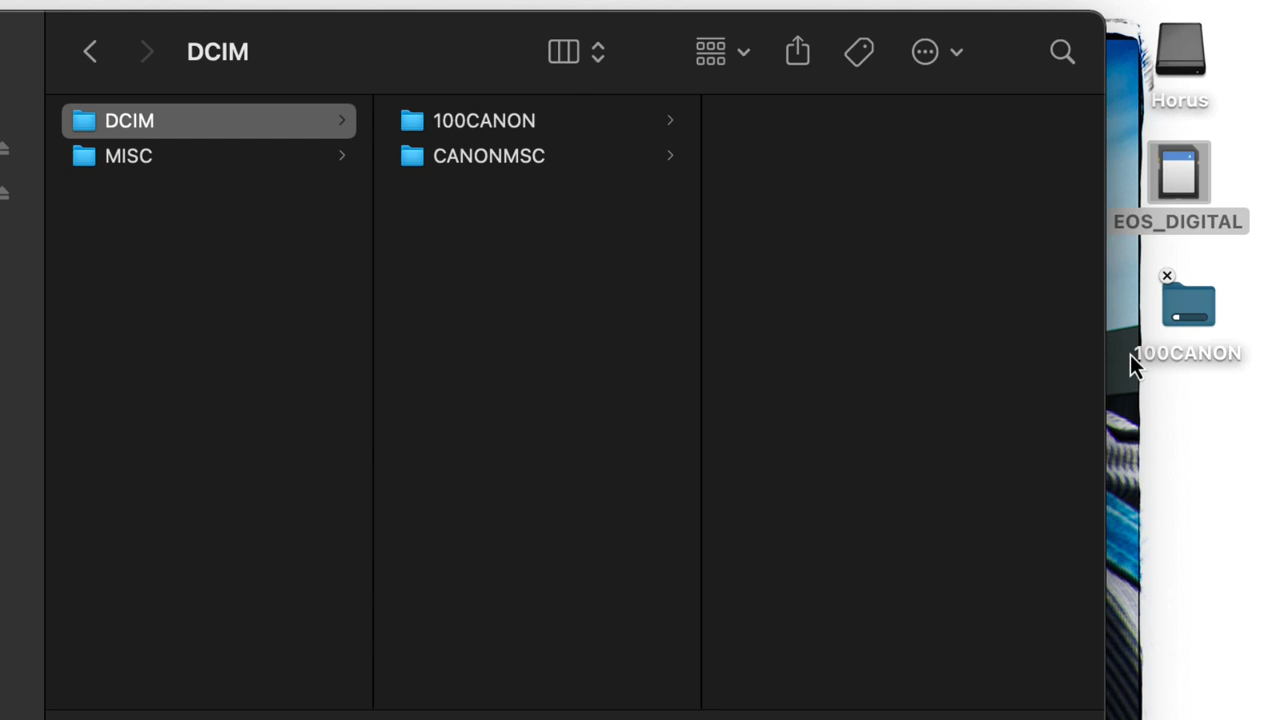 DCIM
DCIM
MISC
100CANON
CANONMSC
Horus
EOS_DIGITAL
100CANON